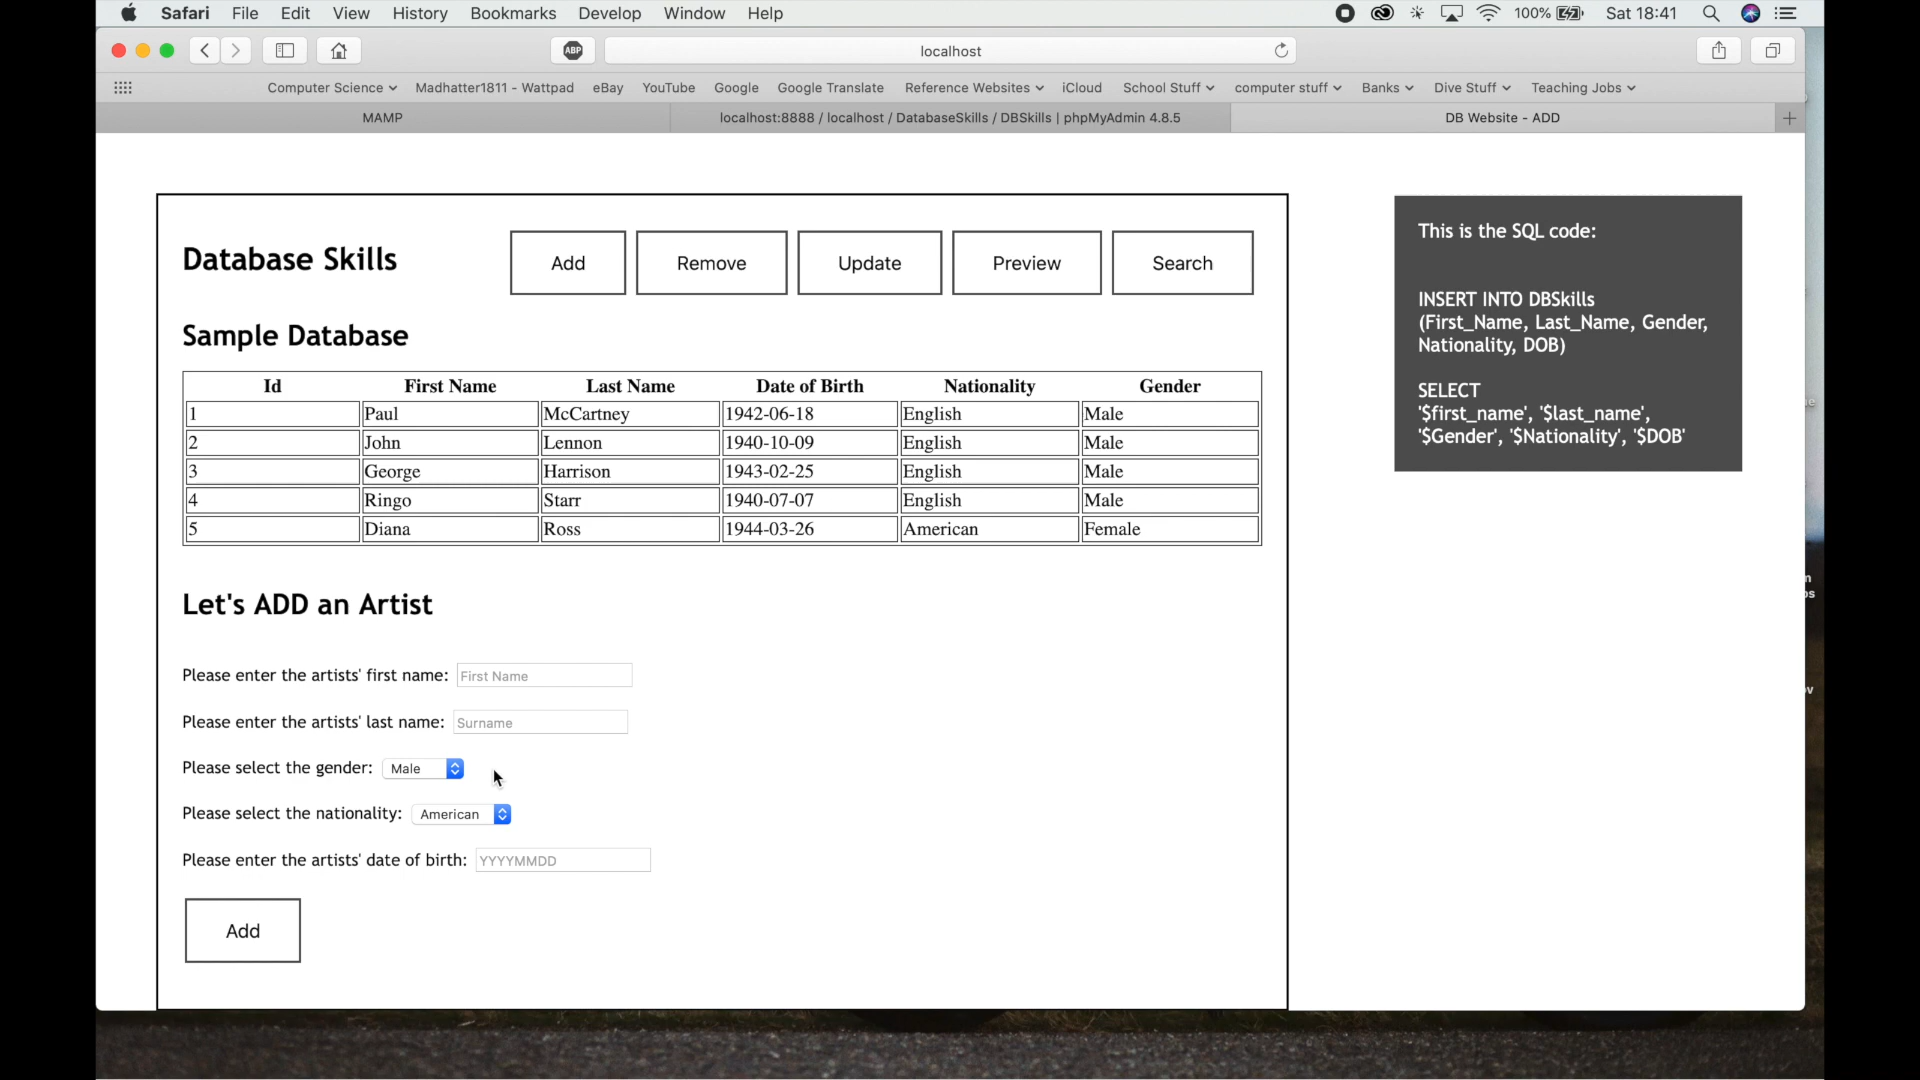 Safari File Edit View History Bookmarks Develop Window Help 100% Sat 18:41
ABP localhost
Computer Science Madhatter1811 - Wattpad eBay YouTube Google Google Translate Reference Websites iCloud School Stuff computer stuff Banks Dive Stuff Teaching Jobs
MAMP localhost:8888 / localhost / DatabaseSkills / DBSkills | phpMyAdmin 4.8.5 DB Website - ADD
Database Skills Add Remove Update Preview Search
Sample Database
Id First Name Last Name Date of Birth Nationality Gender
1 Paul McCartney 1942-06-18 English Male
2 John Lennon 1940-10-09 English Male
3 George Harrison 1943-02-25 English Male
4 Ringo Starr 1940-07-07 English Male
5 Diana Ross 1944-03-26 American Female
Let's ADD an Artist
Please enter the artists' first name: First Name
Please enter the artists' last name: Surname
Please select the gender: Male
Please select the nationality: American
Please enter the artists' date of birth: YYYYMMDD
Add
This is the SQL code:
INSERT INTO DBSkills
(First_Name, Last_Name, Gender,
Nationality, DOB)
SELECT
'$first_name', '$last_name',
'$Gender', '$Nationality', '$DOB'